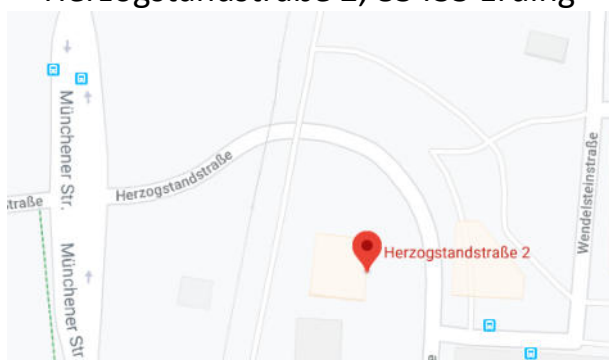 Herzogstandstraße 2, 85435 Erding
Münchener Str.
Herzogstandstraße
traße
Wendelsteinstraße
Herzogstandstraße 2
Münchener Str